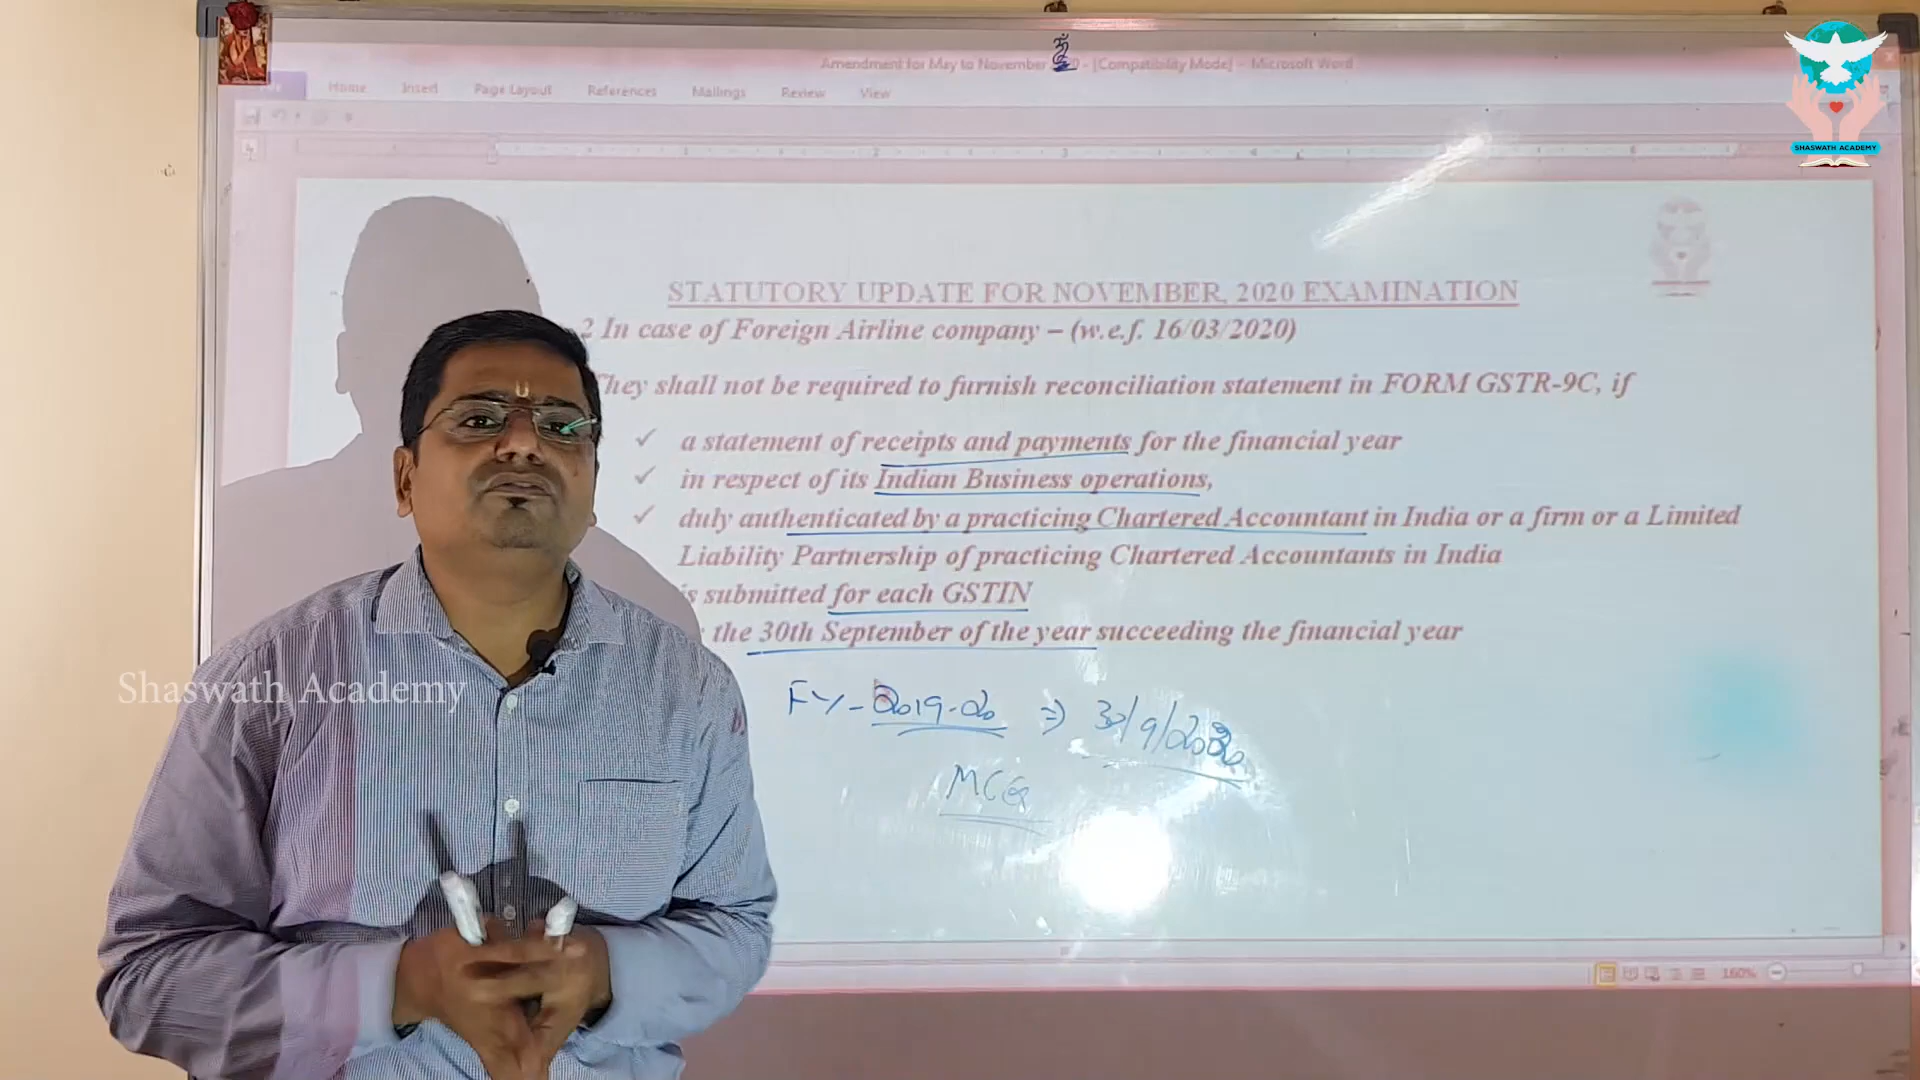 Amendment for May to November - [Compatibility Mode] - Microsoft Word
Home Insert Page Layout References Mailings Review View
SHASWATH ACADEMY
STATUTORY UPDATE FOR NOVEMBER, 2020 EXAMINATION
2 In case of Foreign Airline company – (w.e.f. 16/03/2020)
They shall not be required to furnish reconciliation statement in FORM GSTR-9C, if
✓ a statement of receipts and payments for the financial year
✓ in respect of its Indian Business operations,
✓ duly authenticated by a practicing Chartered Accountant in India or a firm or a Limited
Liability Partnership of practicing Chartered Accountants in India
is submitted for each GSTIN
the 30th September of the year succeeding the financial year
Shaswath Academy
FY - 2019-20 ⇒ 30/9/2020
MCQ
160%